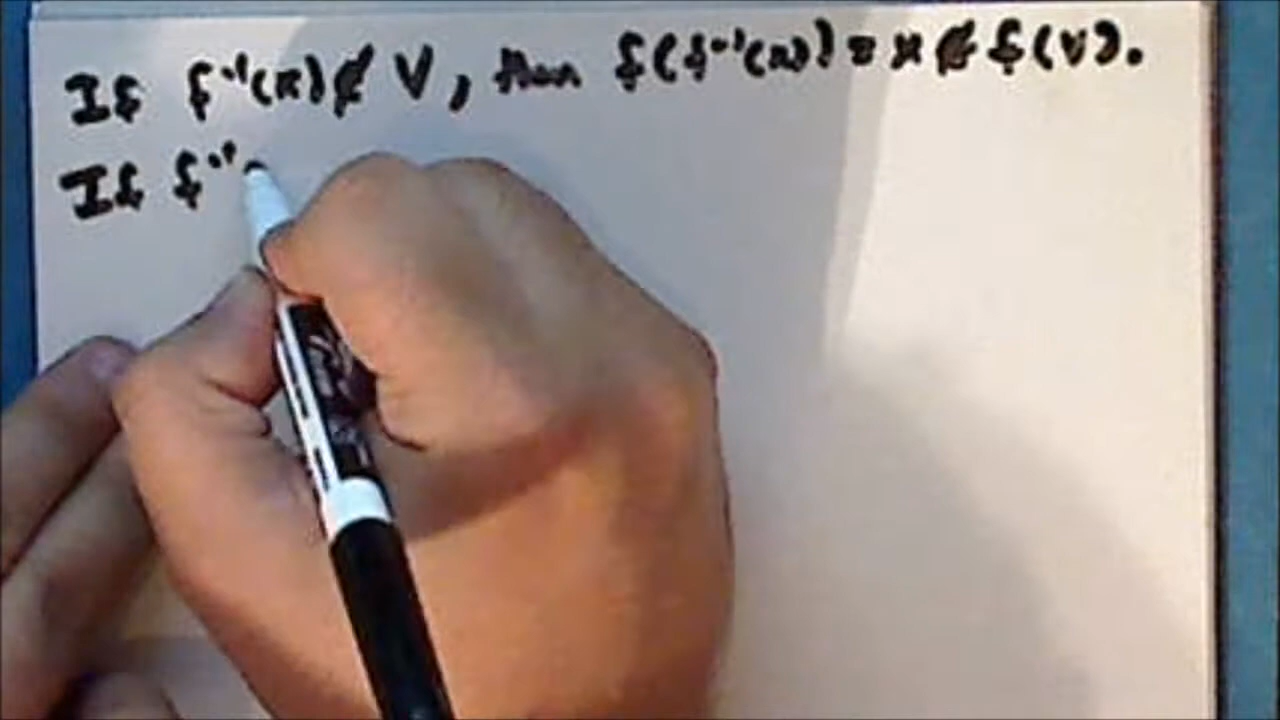 If f⁻¹(x) ∉ V, then f(f⁻¹(x)) = x ∉ f(V).
If f⁻¹